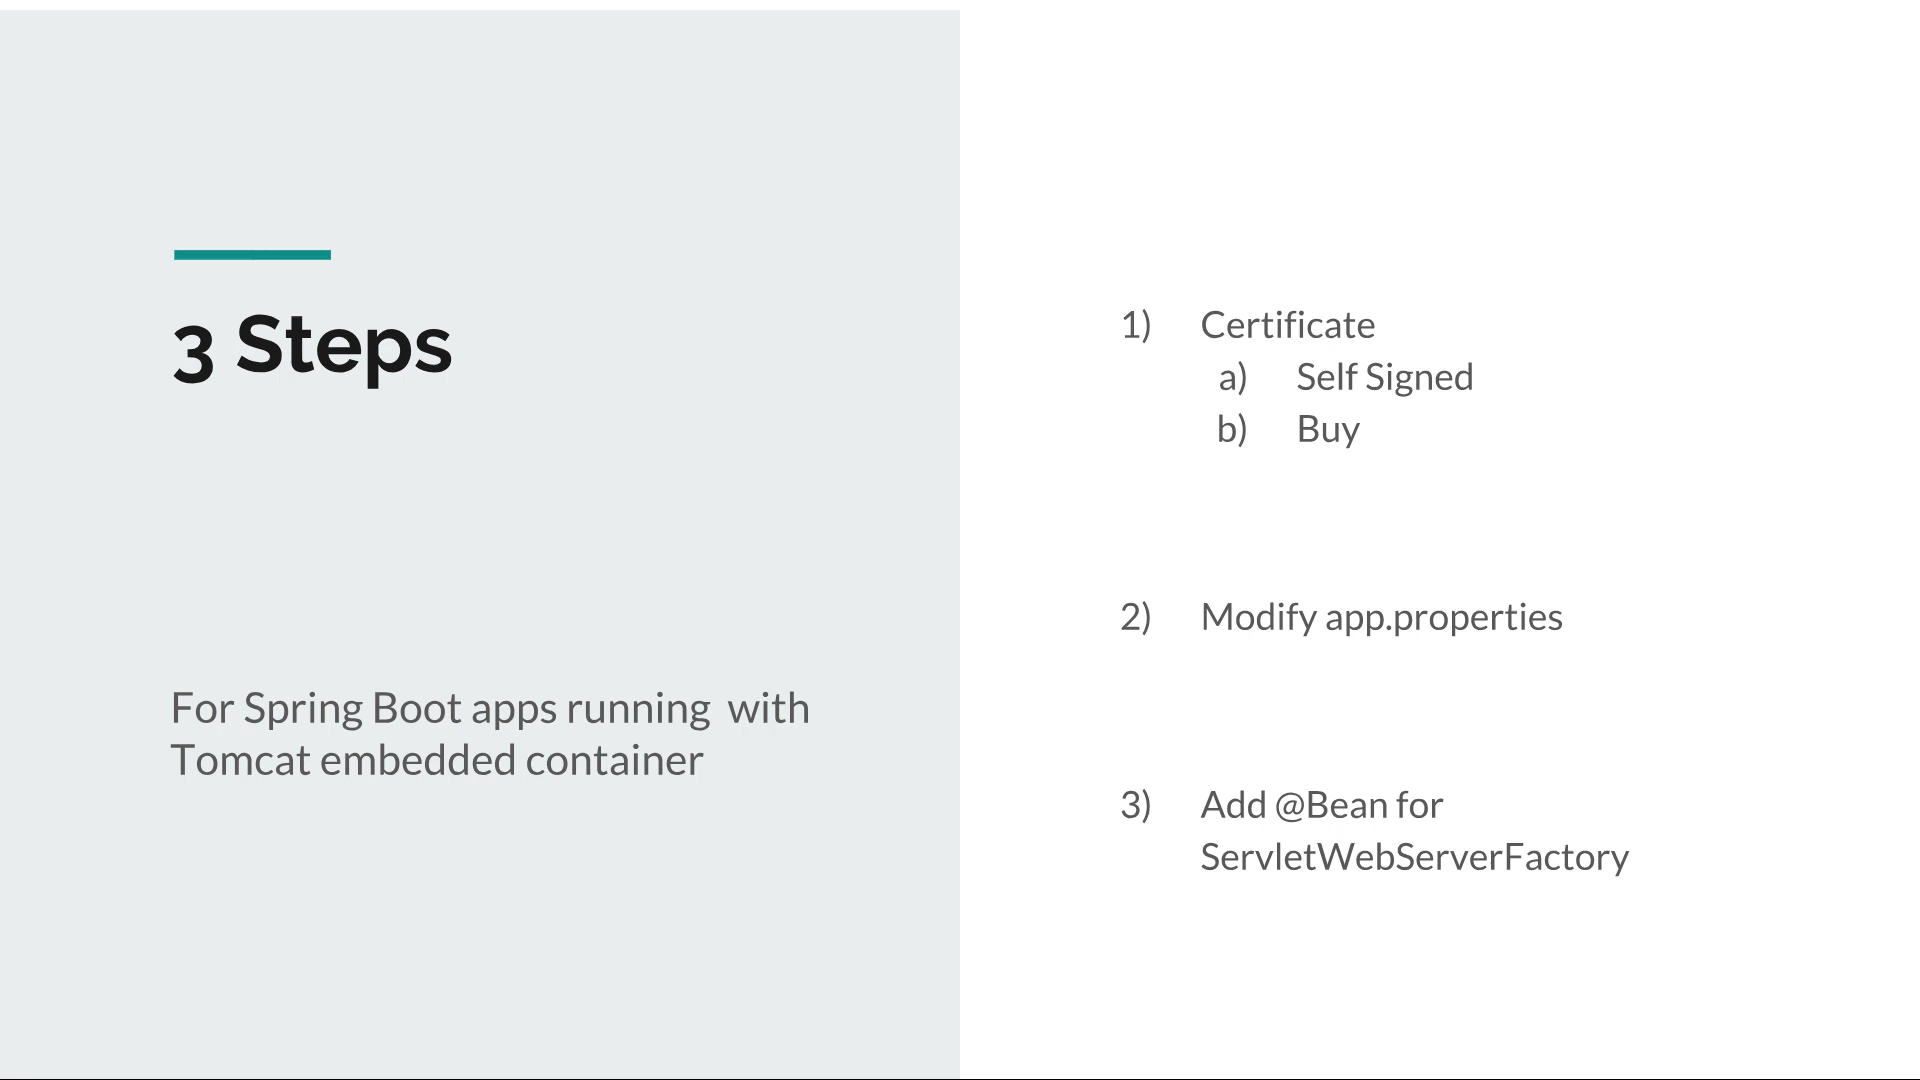 3 Steps
For Spring Boot apps running with
Tomcat embedded container
1) Certificate
a) Self Signed
b) Buy
2) Modify app.properties
3) Add @Bean for
ServletWebServerFactory